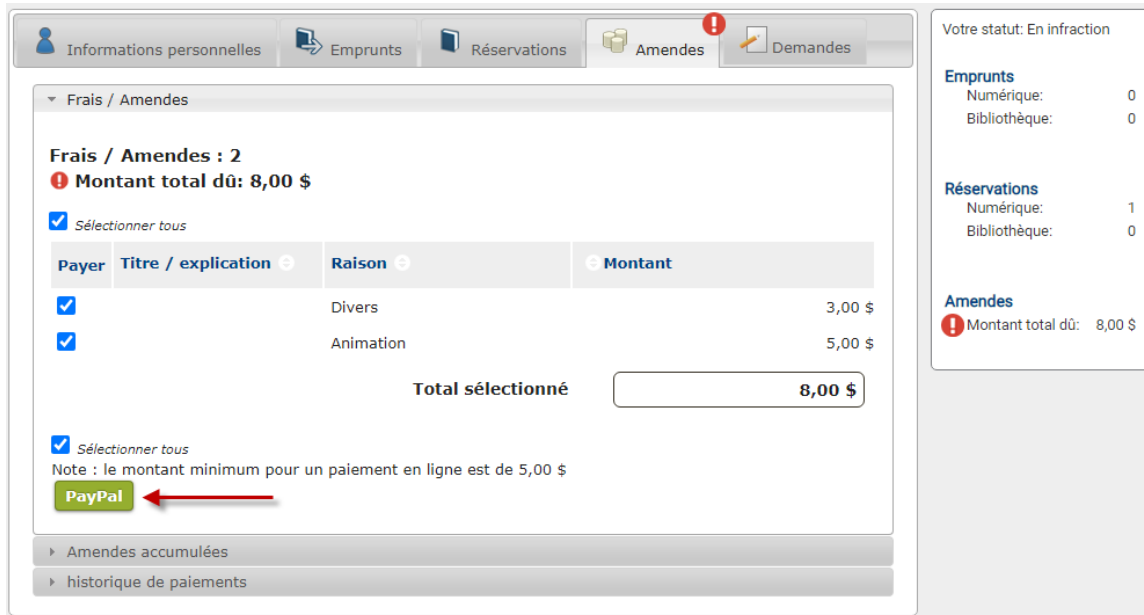 Informations personnelles
Emprunts
Réservations
Amendes
Demandes
Frais / Amendes
Frais / Amendes : 2
Montant total dû: 8,00 $
Sélectionner tous
Payer Titre / explication Raison Montant
Divers 3,00 $
Animation 5,00 $
Total sélectionné 8,00 $
Sélectionner tous
Note : le montant minimum pour un paiement en ligne est de 5,00 $
PayPal
Amendes accumulées
historique de paiements
Votre statut: En infraction
Emprunts
Numérique: 0
Bibliothèque: 0
Réservations
Numérique: 1
Bibliothèque: 0
Amendes
Montant total dû: 8,00 $